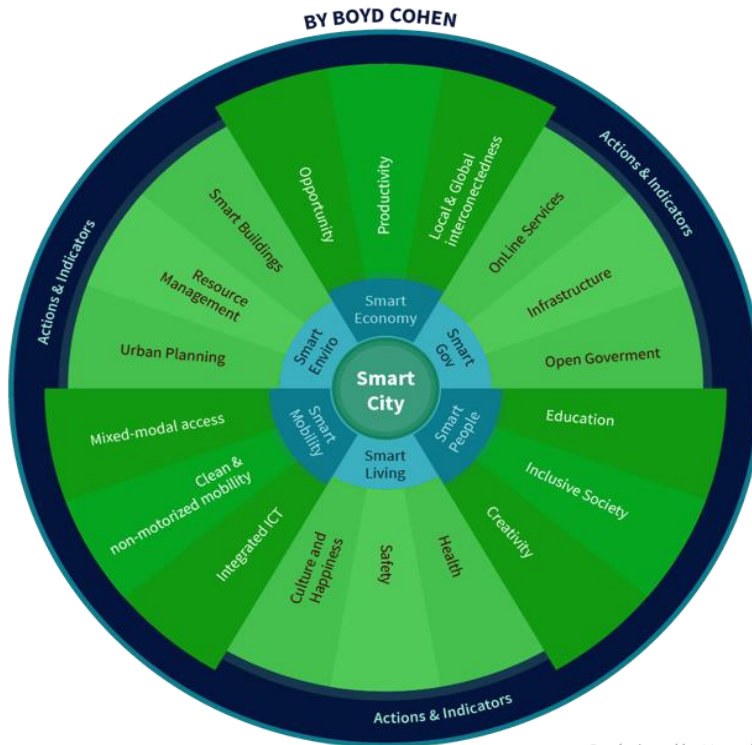 BY BOYD COHEN
Actions & Indicators
Actions & Indicators
Opportunity
Productivity
Local & Global
interconectedness
Smart Buildings
Resource
Management
Urban Planning
OnLine Services
Infrastructure
Open Goverment
Smart
Economy
Smart
Enviro
Smart
Gov
Smart
City
Smart
Mobility
Smart
People
Smart
Living
Mixed-modal access
Clean &
non-motorized mobility
Integrated ICT
Education
Inclusive Society
Creativity
Culture and
Happiness
Safety
Health
Actions & Indicators